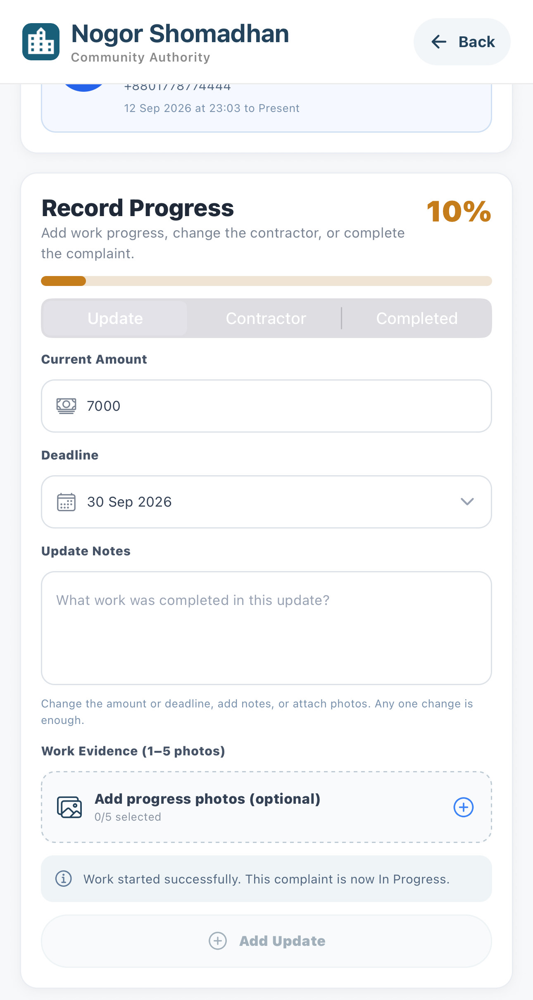 Nogor Shomadhan
Community Authority
Back
+8801778774444
12 Sep 2026 at 23:03 to Present
Record Progress
10%
Add work progress, change the contractor, or complete
the complaint.
Update
Contractor
Completed
Current Amount
7000
Deadline
30 Sep 2026
Update Notes
What work was completed in this update?
Change the amount or deadline, add notes, or attach photos. Any one change is
enough.
Work Evidence (1–5 photos)
Add progress photos (optional)
0/5 selected
Work started successfully. This complaint is now In Progress.
Add Update